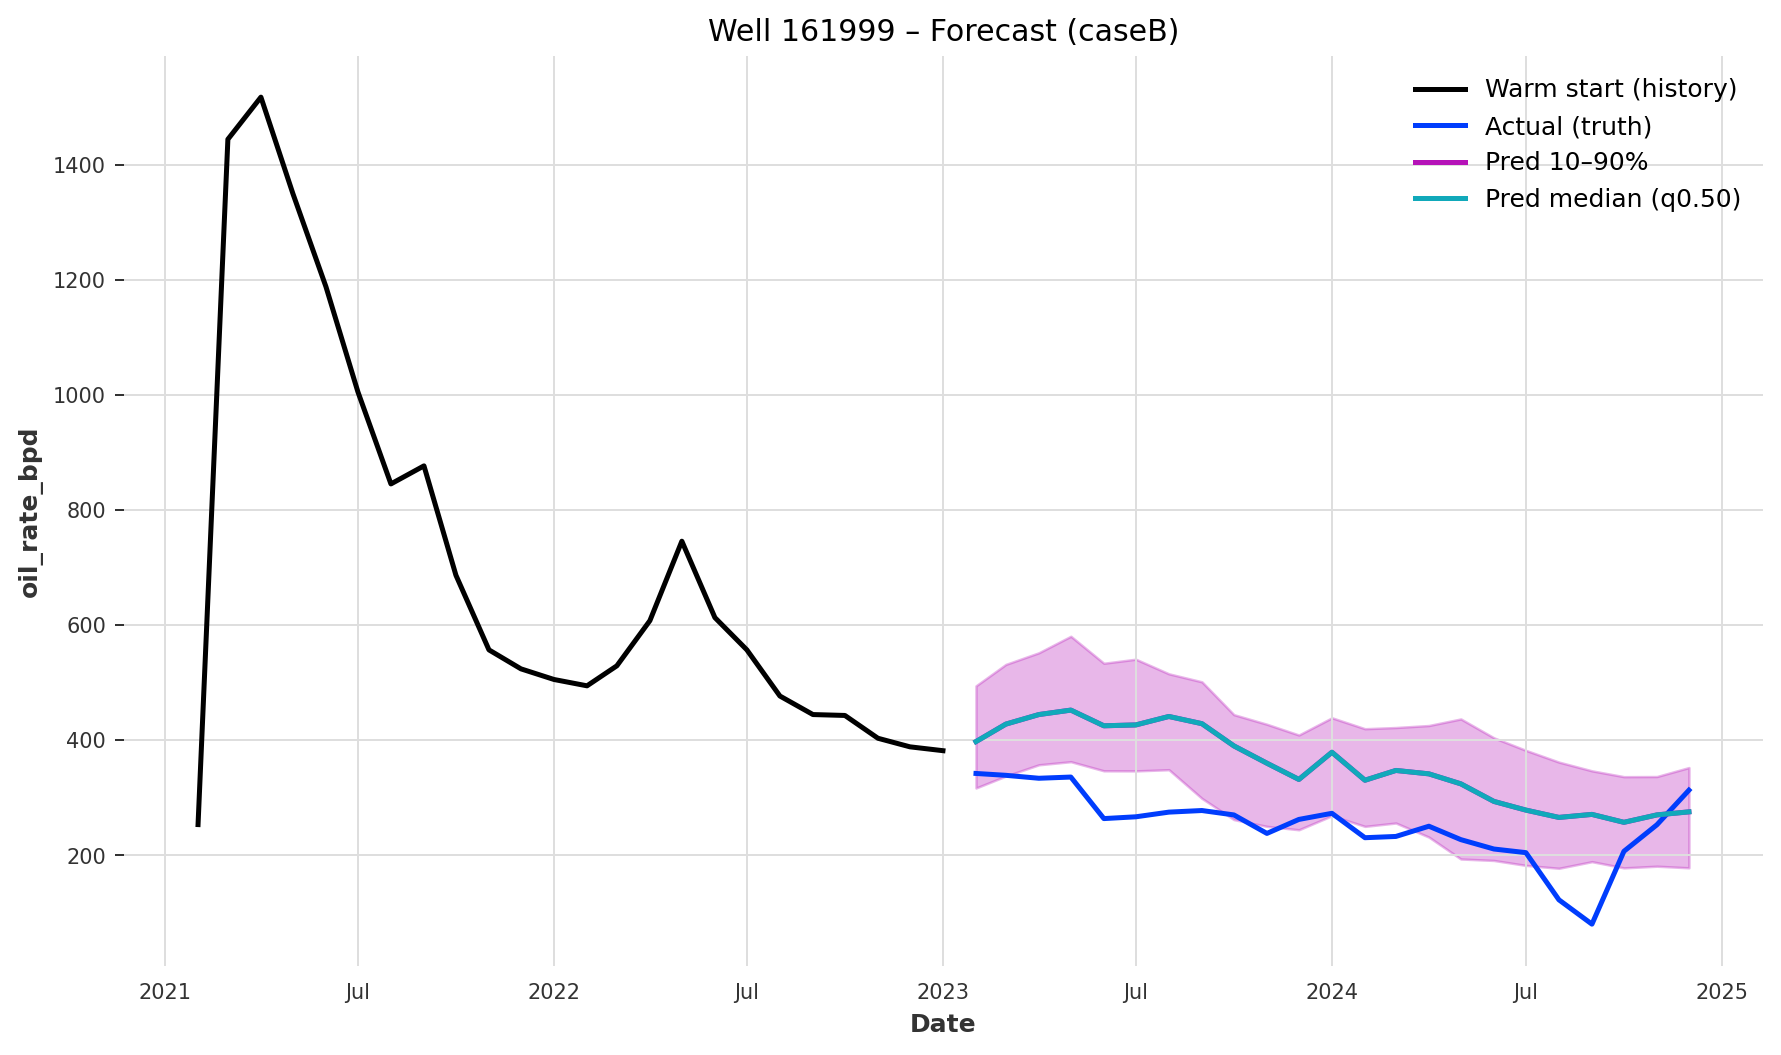 Well 161999 – Forecast (caseB)
Warm start (history)
Actual (truth)
Pred 10–90%
Pred median (q0.50)
oil_rate_bpd
1400
1200
1000
800
600
400
200
2021
Jul
2022
Jul
2023
Jul
2024
Jul
2025
Date